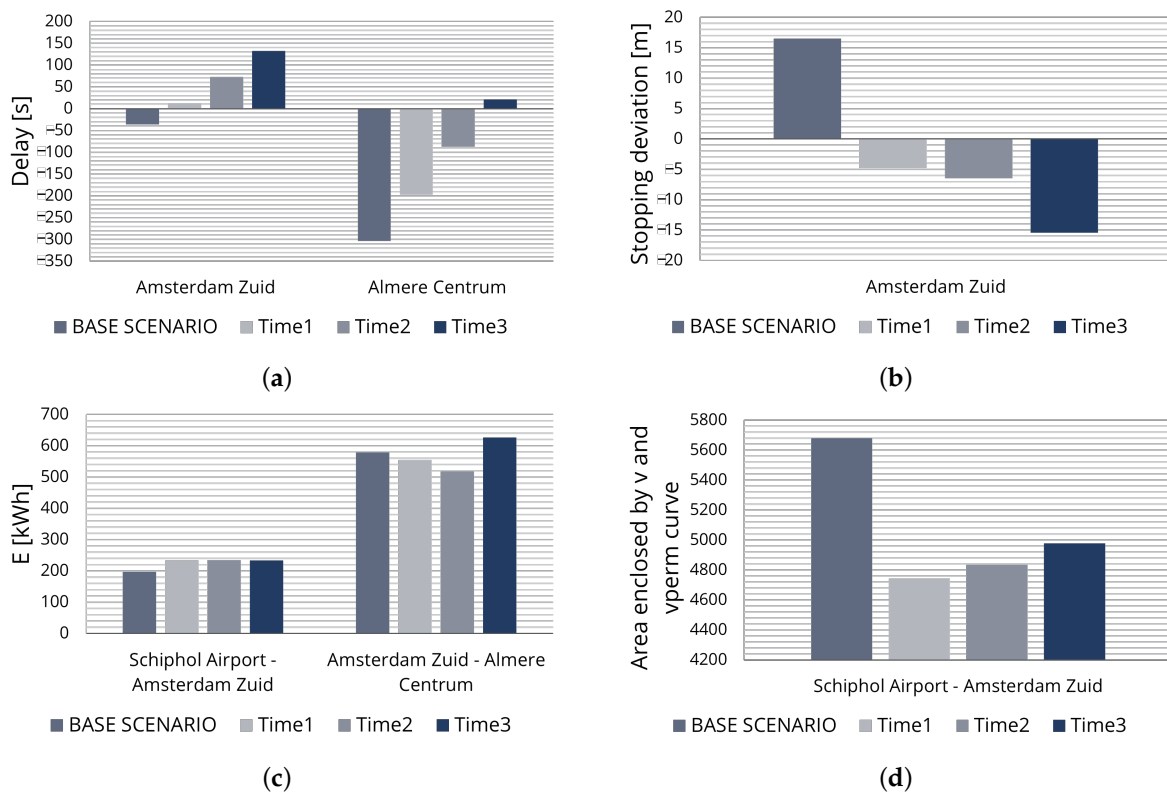 200
150
100
50
0
−50
−100
−150
−200
−250
−300
−350
Delay [s]
Amsterdam Zuid Almere Centrum
BASE SCENARIO Time1 Time2 Time3
(a)
20
15
10
5
0
−5
−10
−15
−20
Stopping deviation [m]
Amsterdam Zuid
BASE SCENARIO Time1 Time2 Time3
(b)
700
600
500
400
300
200
100
0
E [kWh]
Schiphol Airport -
Amsterdam Zuid
Amsterdam Zuid - Almere
Centrum
BASE SCENARIO Time1 Time2 Time3
(c)
5800
5600
5400
5200
5000
4800
4600
4400
4200
Area enclosed by v and
vperm curve
Schiphol Airport - Amsterdam Zuid
BASE SCENARIO Time1 Time2 Time3
(d)